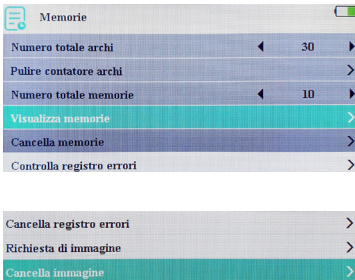 Memorie
Numero totale archi 30
Pulire contatore archi
Numero totale memorie 10
Visualizza memorie
Cancella memorie
Controlla registro errori
Cancella registro errori
Richiesta di immagine
Cancella immagine